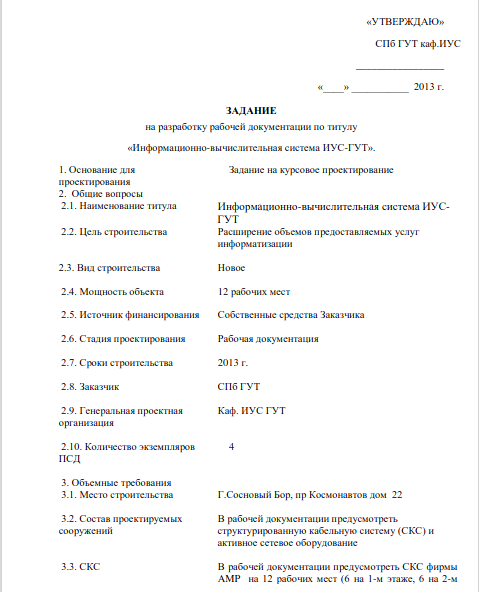 «УТВЕРЖДАЮ»
СПб ГУТ каф.ИУС
_________________
«____» ___________ 2013 г.
ЗАДАНИЕ
на разработку рабочей документации по титулу
«Информационно-вычислительная система ИУС-ГУТ».
1. Основание для Задание на курсовое проектирование
проектирования
2. Общие вопросы
2.1. Наименование титула Информационно-вычислительная система ИУС-
ГУТ
2.2. Цель строительства Расширение объемов предоставляемых услуг
информатизации
2.3. Вид строительства Новое
2.4. Мощность объекта 12 рабочих мест
2.5. Источник финансирования Собственные средства Заказчика
2.6. Стадия проектирования Рабочая документация
2.7. Сроки строительства 2013 г.
2.8. Заказчик СПб ГУТ
2.9. Генеральная проектная Каф. ИУС ГУТ
организация
2.10. Количество экземпляров 4
ПСД
3. Объемные требования
3.1. Место строительства Г.Сосновый Бор, пр Космонавтов дом 22
3.2. Состав проектируемых В рабочей документации предусмотреть
сооружений структурированную кабельную систему (СКС) и
активное сетевое оборудование
3.3. СКС В рабочей документации предусмотреть СКС фирмы
AMP на 12 рабочих мест (6 на 1-м этаже, 6 на 2-м